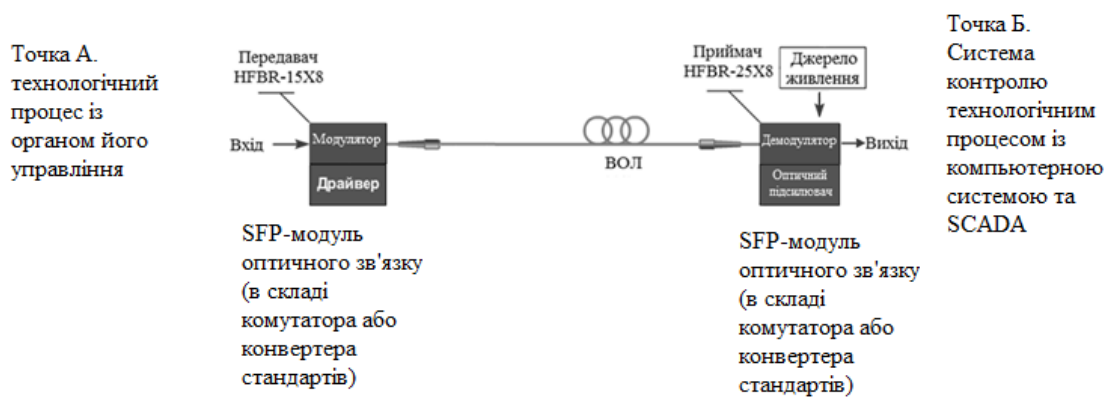 Точка А.
технологічний
процес із
органом його
управління
Передавач
HFBR-15X8
Вхід
Модулятор
Драйвер
SFP-модуль
оптичного зв'язку
(в складі
комутатора або
конвертера
стандартів)
ВОЛ
Приймач
HFBR-25X8
Джерело
живлення
Демодулятор
Оптичний
підсилювач
Вихід
SFP-модуль
оптичного зв'язку
(в складі
комутатора або
конвертера
стандартів)
Точка Б.
Система
контролю
технологічним
процесом із
компьютерною
системою та
SCADA